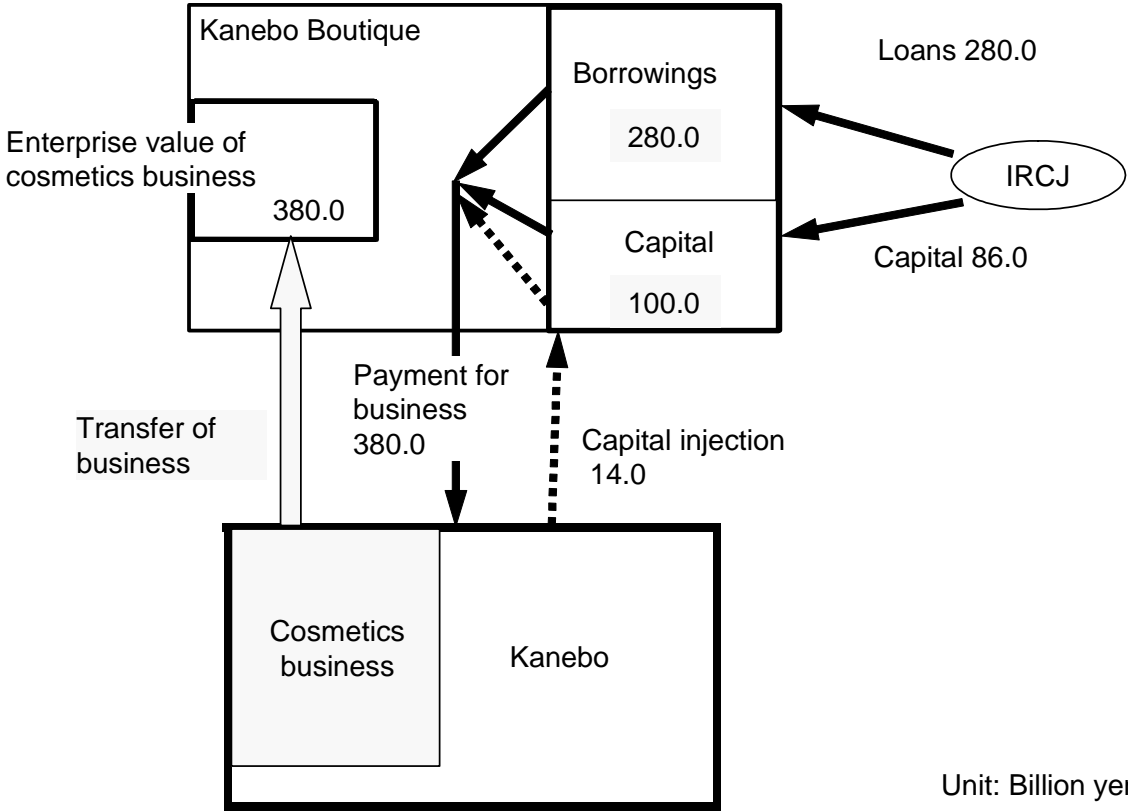 Kanebo Boutique
Borrowings
280.0
Loans 280.0
Enterprise value of
cosmetics business
380.0
IRCJ
Capital
100.0
Capital 86.0
Payment for
business
380.0
Transfer of
business
Capital injection
14.0
Cosmetics
business
Kanebo
Unit: Billion yen